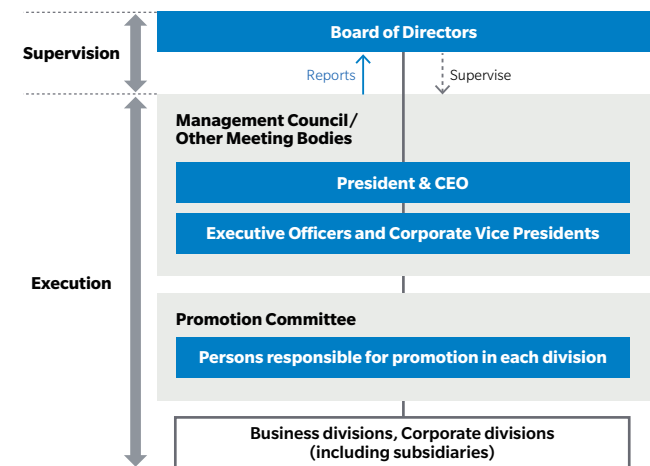 Board of Directors
Supervision
Reports
Supervise
Management Council/
Other Meeting Bodies
President & CEO
Executive Officers and Corporate Vice Presidents
Execution
Promotion Committee
Persons responsible for promotion in each division
Business divisions, Corporate divisions
(including subsidiaries)